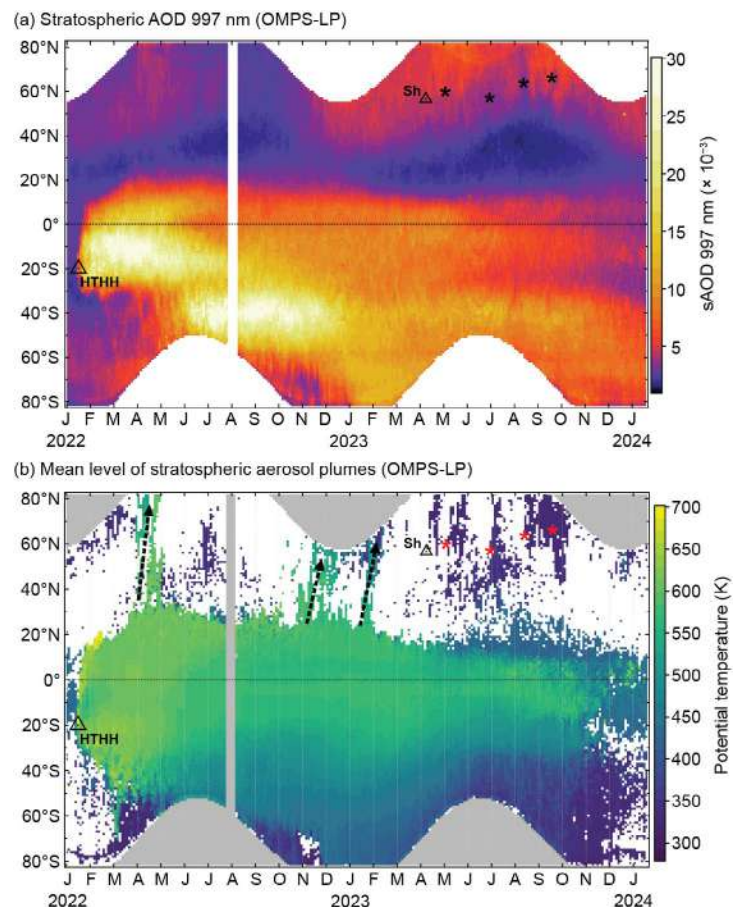 (a) Stratospheric AOD 997 nm (OMPS-LP)
80°N
60°N
40°N
20°N
0°
20°S
40°S
60°S
80°S
Sh
* * * *
HTHH
30
25
20
15
10
5
sAOD 997 nm (× 10⁻³)
J F M A M J J A S O N D J F M A M J J A S O N D J
2022 2023 2024
(b) Mean level of stratospheric aerosol plumes (OMPS-LP)
80°N
60°N
40°N
20°N
0°
20°S
40°S
60°S
80°S
Sh
* * * *
HTHH
700
650
600
550
500
450
400
350
300
Potential temperature (K)
J F M A M J J A S O N D J F M A M J J A S O N D J
2022 2023 2024